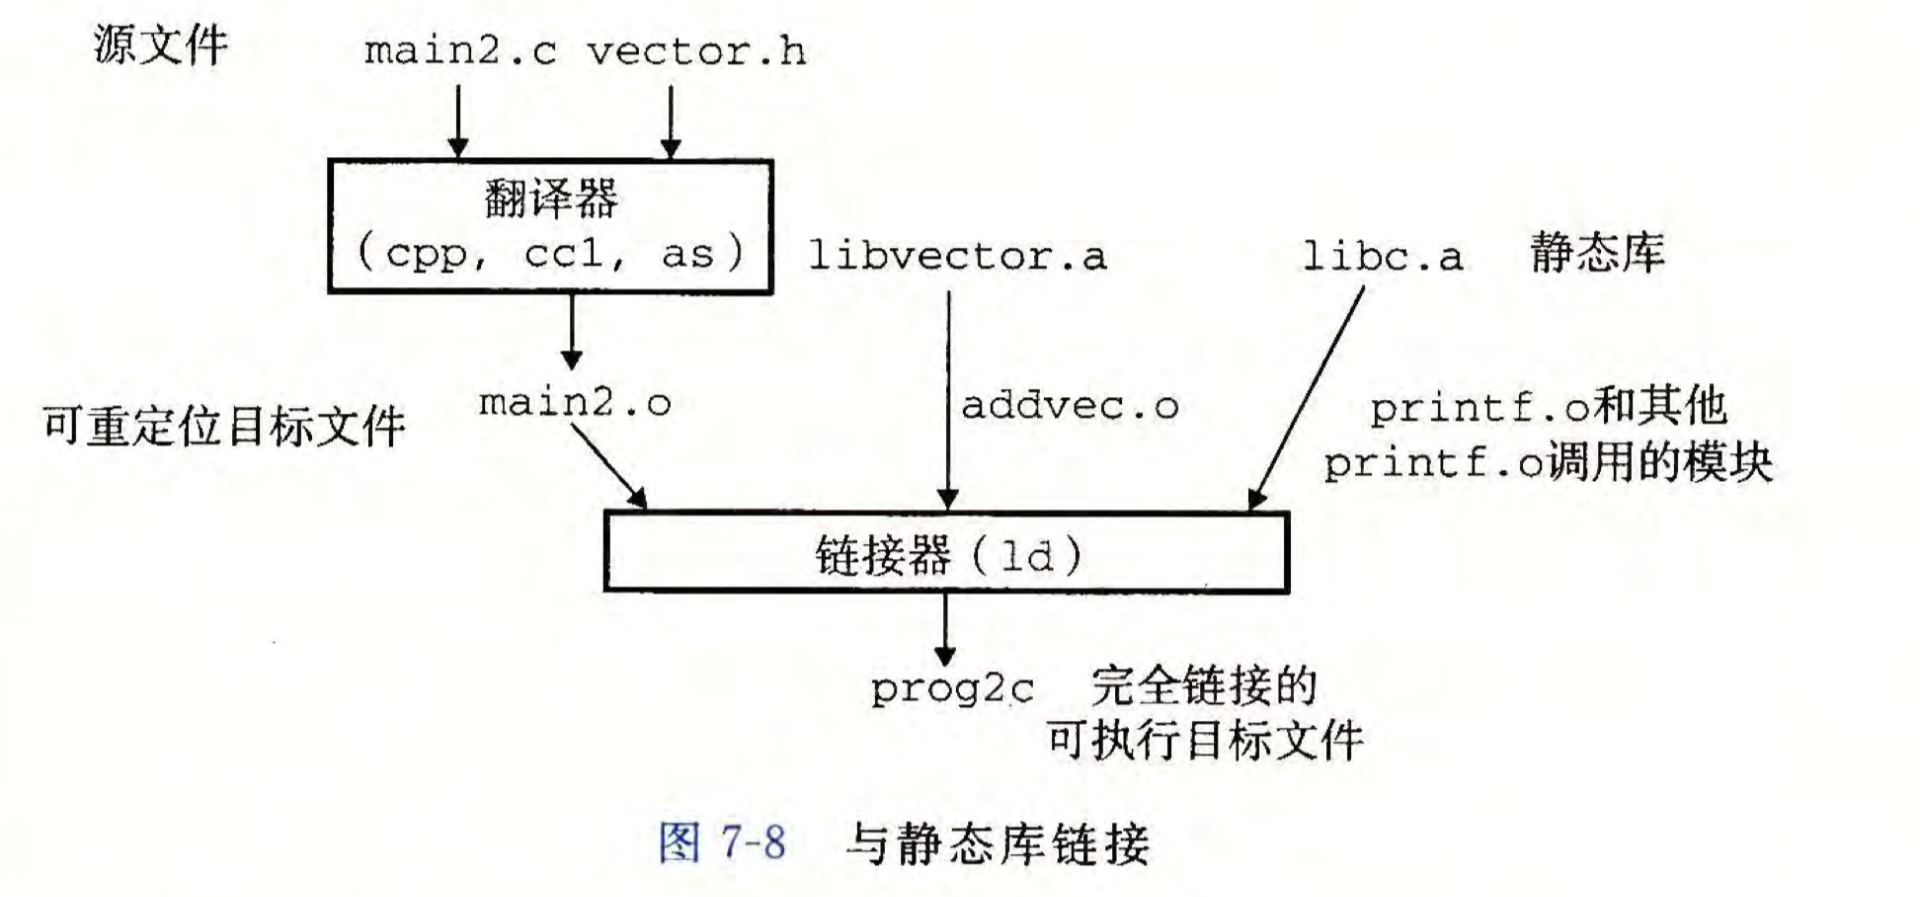 源文件 main2.c vector.h
翻译器
(cpp, cc1, as) libvector.a libc.a 静态库
可重定位目标文件 main2.o addvec.o printf.o和其他
printf.o调用的模块
链接器(ld)
prog2c 完全链接的
可执行目标文件
图 7-8 与静态库链接